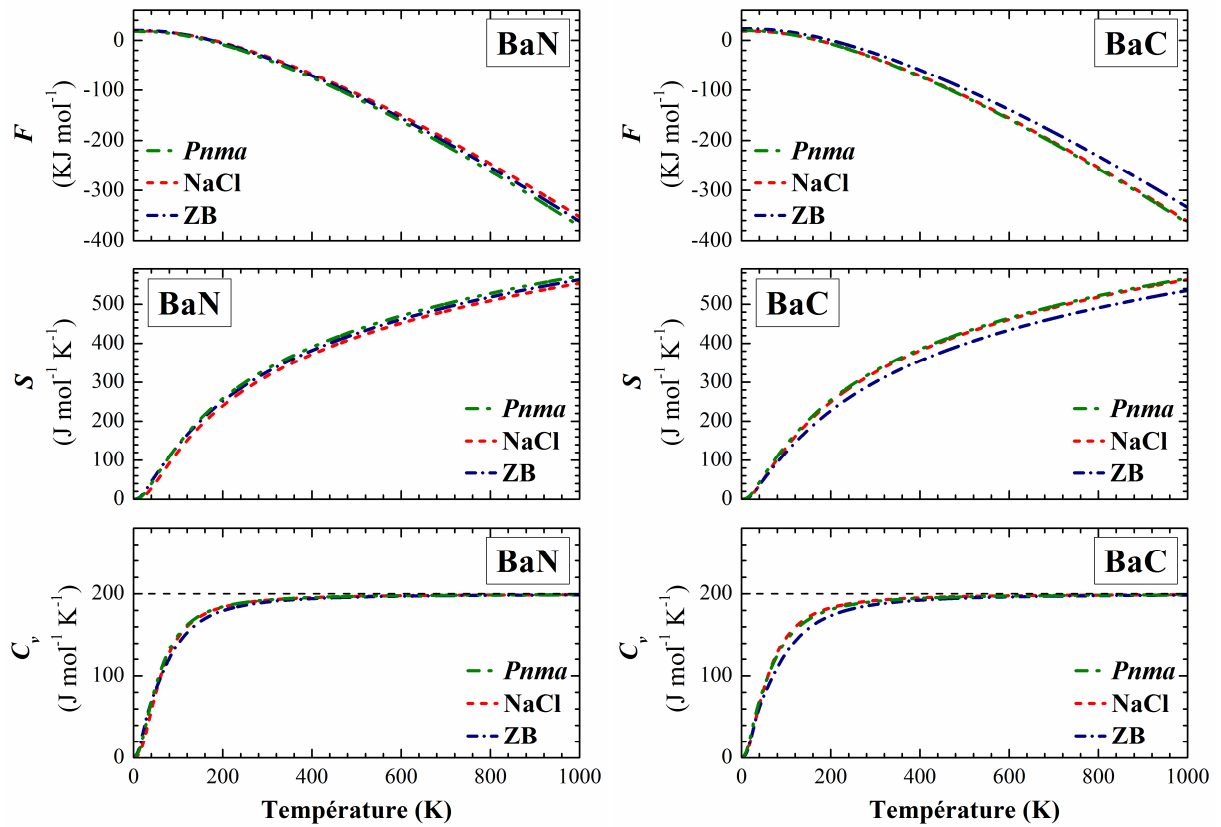 BaN
0
-100
-200
-300
-400
F
(KJ mol-1)
Pnma
NaCl
ZB
BaC
0
-100
-200
-300
-400
F
(KJ mol-1)
Pnma
NaCl
ZB
BaN
500
400
300
200
100
0
S
(J mol-1 K-1)
Pnma
NaCl
ZB
BaC
500
400
300
200
100
0
S
(J mol-1 K-1)
Pnma
NaCl
ZB
BaN
200
100
0
Cv
(J mol-1 K-1)
Pnma
NaCl
ZB
0 200 400 600 800 1000
Température (K)
BaC
200
100
0
Cv
(J mol-1 K-1)
Pnma
NaCl
ZB
0 200 400 600 800 1000
Température (K)